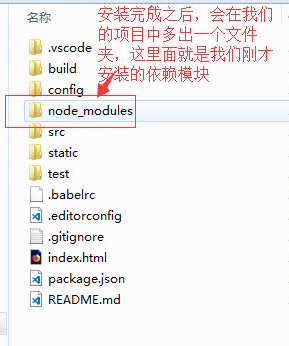 安装完成之后，会在我们
的项目中多出一个文件
夹，这里面就是我们刚才
安装的依赖模块
名称
.vscode
build
config
node_modules
src
static
test
.babelrc
.editorconfig
.gitignore
index.html
package.json
README.md